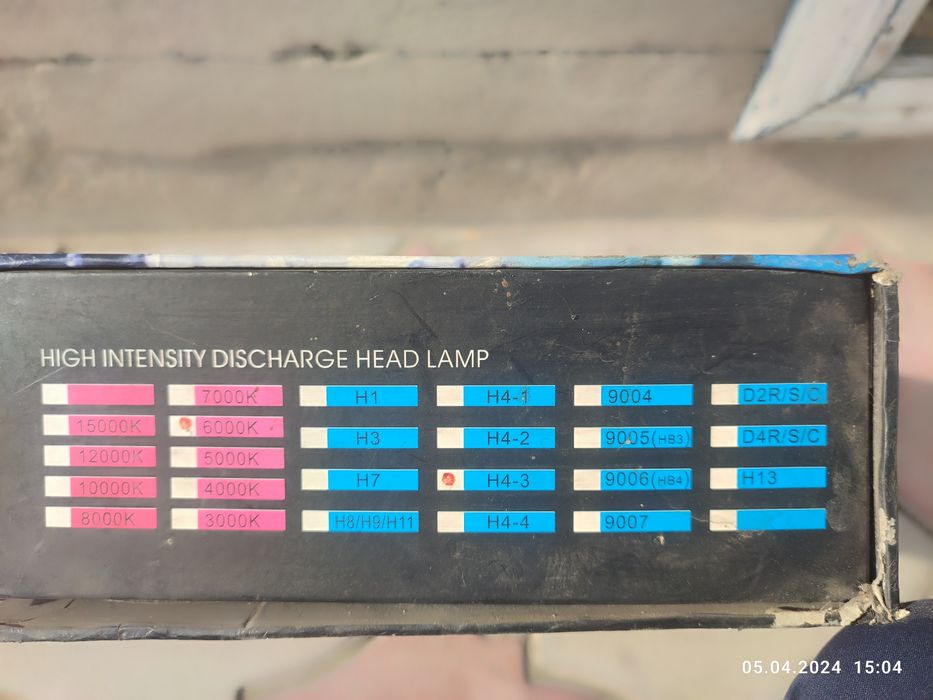 HIGH INTENSITY DISCHARGE HEAD LAMP
7000K H1 H4-1 9004 D2R/S/C
15000K 6000K H3 H4-2 9005(HB3) D4R/S/C
12000K 5000K H7 H4-3 9006(HB4) H13
10000K 4000K H8/H9/H11 H4-4 9007
8000K 3000K
05.04.2024 15:04